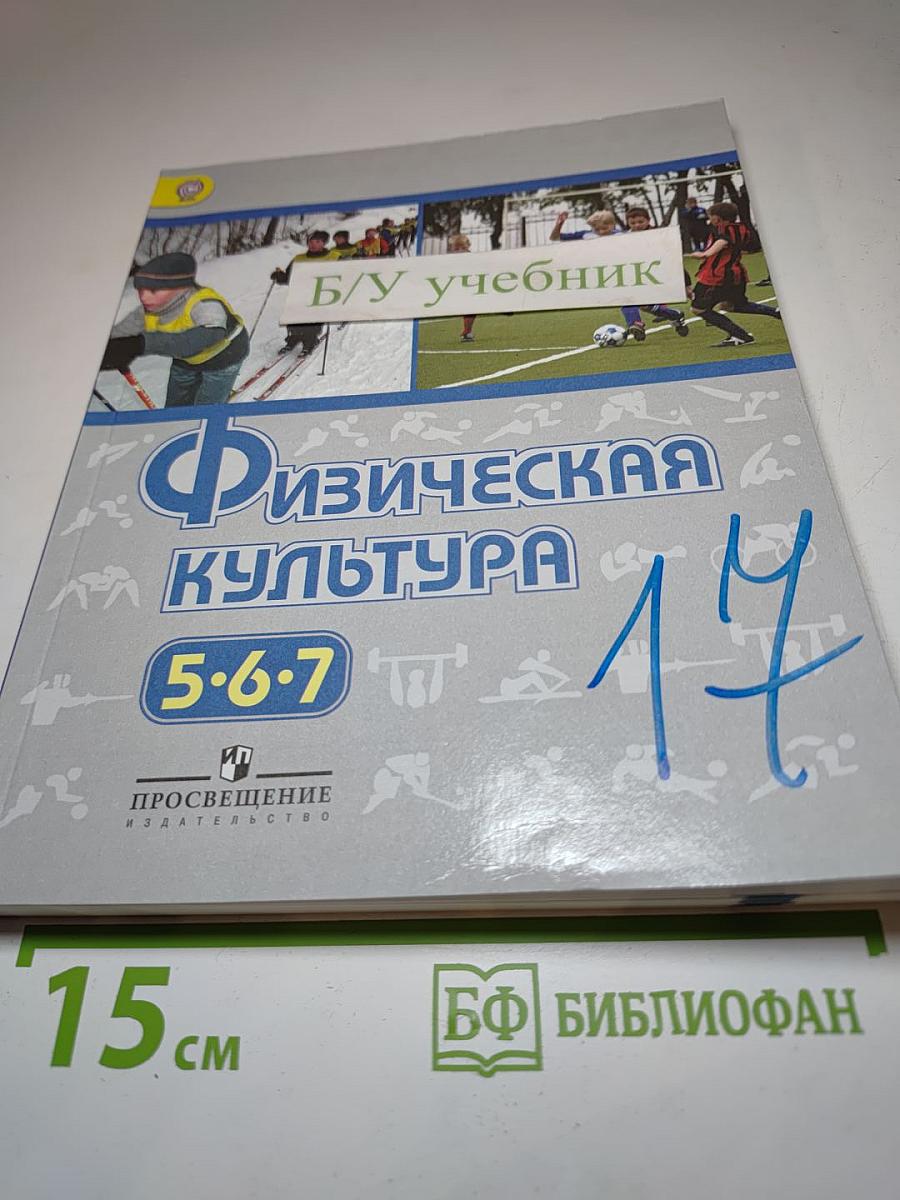 Б/У учебник
Физическая
культура
5•6•7
17
ПРОСВЕЩЕНИЕ
ИЗДАТЕЛЬСТВО
15 см
БФ БИБЛИОФАН